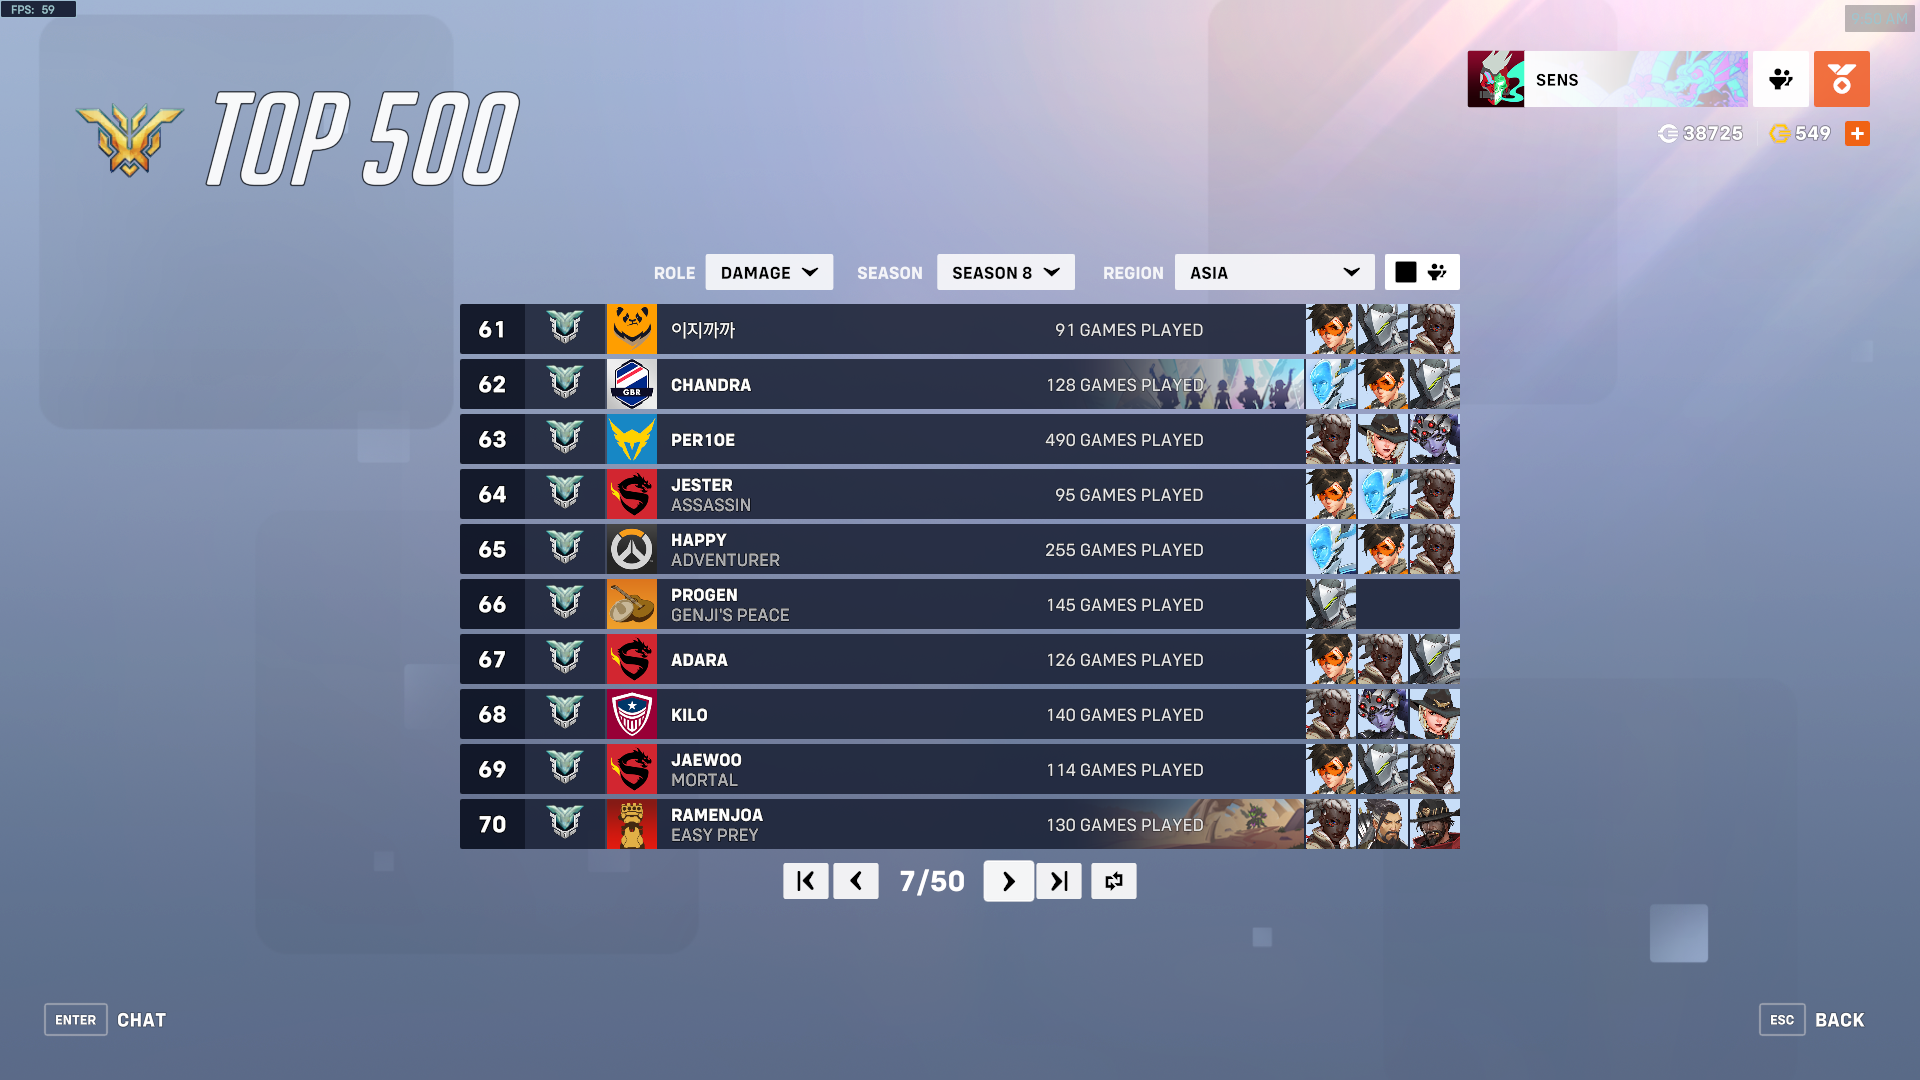 FPS: 59
TOP 500
SENS
38725
549
ROLE DAMAGE SEASON SEASON 8 REGION ASIA
61 이지까까 91 GAMES PLAYED
62 GBR CHANDRA 128 GAMES PLAYED
63 PER1OE 490 GAMES PLAYED
64 JESTER 95 GAMES PLAYED
ASSASSIN
65 HAPPY 255 GAMES PLAYED
ADVENTURER
66 PROGEN 145 GAMES PLAYED
GENJI'S PEACE
67 ADARA 126 GAMES PLAYED
68 KILO 140 GAMES PLAYED
69 JAEWOO 114 GAMES PLAYED
MORTAL
70 RAMENJOA 130 GAMES PLAYED
EASY PREY
7/50
ENTER CHAT
ESC BACK